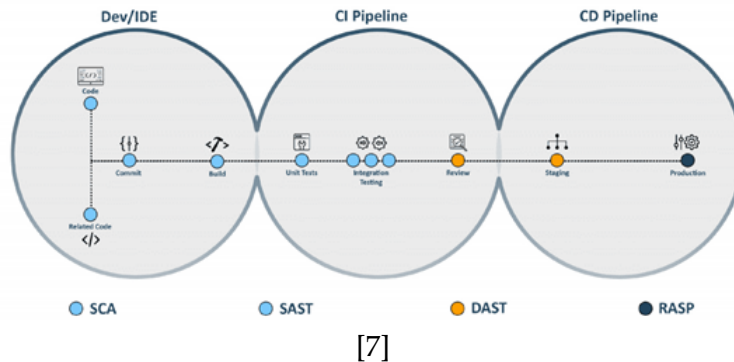 Dev/IDE
CI Pipeline
CD Pipeline
Code
Commit
Build
Unit Tests
Integration
Testing
Review
Staging
Production
Related Code
SCA
SAST
DAST
RASP
[7]